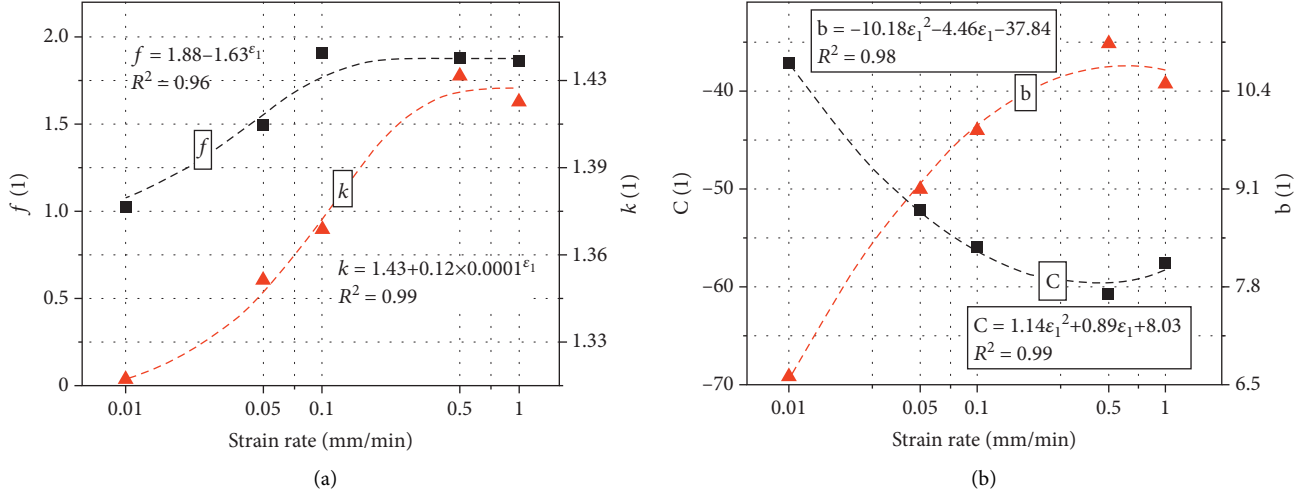 2.0
1.5
1.0
0.5
0
f (1)
f = 1.88–1.63^ε₁
R² = 0.96
f
k
k = 1.43+0.12×0.0001^ε₁
R² = 0.99
1.43
1.39
1.36
1.33
k (1)
0.01 0.05 0.1 0.5 1
Strain rate (mm/min)
(a)
–40
–50
–60
–70
C (1)
b = –10.18ε₁²–4.46ε₁–37.84
R² = 0.98
b
C
C = 1.14ε₁²+0.89ε₁+8.03
R² = 0.99
10.4
9.1
7.8
6.5
b (1)
0.01 0.05 0.1 0.5 1
Strain rate (mm/min)
(b)